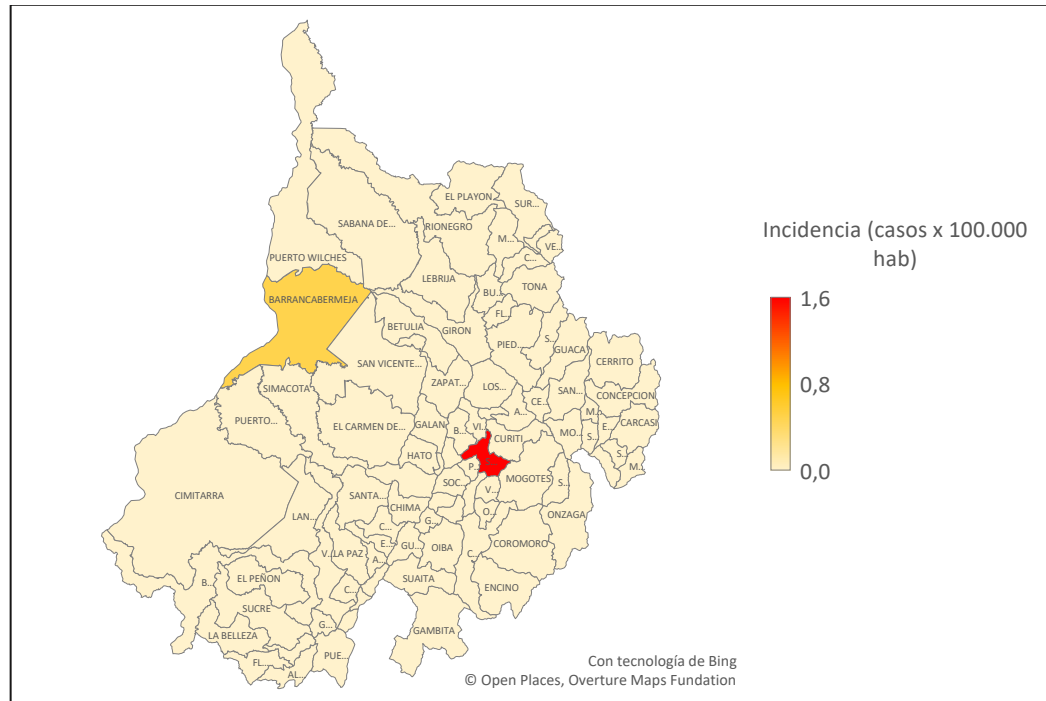 EL PLAYON
SUR...
SABANA DE...
RIONEGRO
M...
VE...
C...
PUERTO WILCHES
LEBRIJA
TONA
BU...
BARRANCABERMEJA
FL...
BETULIA
GIRON
PIED...
S...
GUACA
SAN VICENTE...
CERRITO
ZAPAT...
LOS...
SIMACOTA
CE...
SAN...
CONCEPCION
A...
M...
PUERTO...
EL CARMEN DE...
GALAN
B...
VI...
CURITI
MO...
S...
E...
CARCASI
HATO
P...
S...
M...
CIMITARRA
SANTA...
SOC...
MOGOTES
S...
V...
CHIMA
LAN...
G...
O...
ONZAGA
C...
E...
GU...
OIBA
C...
COROMORO
V...
LA PAZ
A...
B...
EL PEÑON
C...
SUAITA
ENCINO
SUCRE
G...
LA BELLEZA
GAMBITA
FL...
PUE...
AL...
Incidencia (casos x 100.000
hab)
1,6
0,8
0,0
Con tecnología de Bing
© Open Places, Overture Maps Fundation